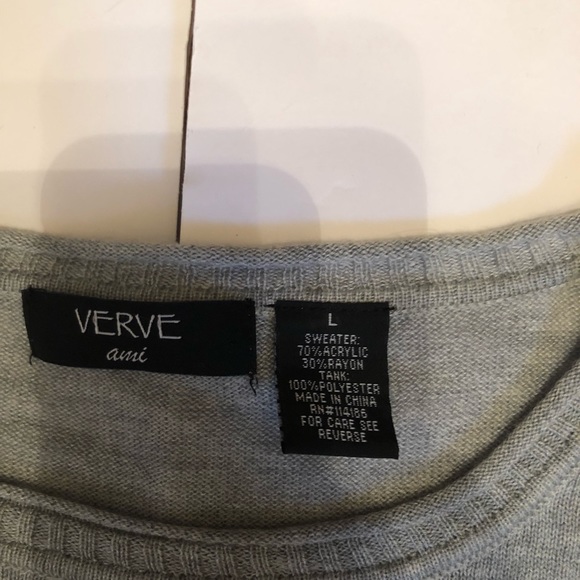 VERVE
ami
L
SWEATER:
70%ACRYLIC
30%RAYON
TANK:
100%POLYESTER
MADE IN CHINA
RN#114186
FOR CARE SEE
REVERSE